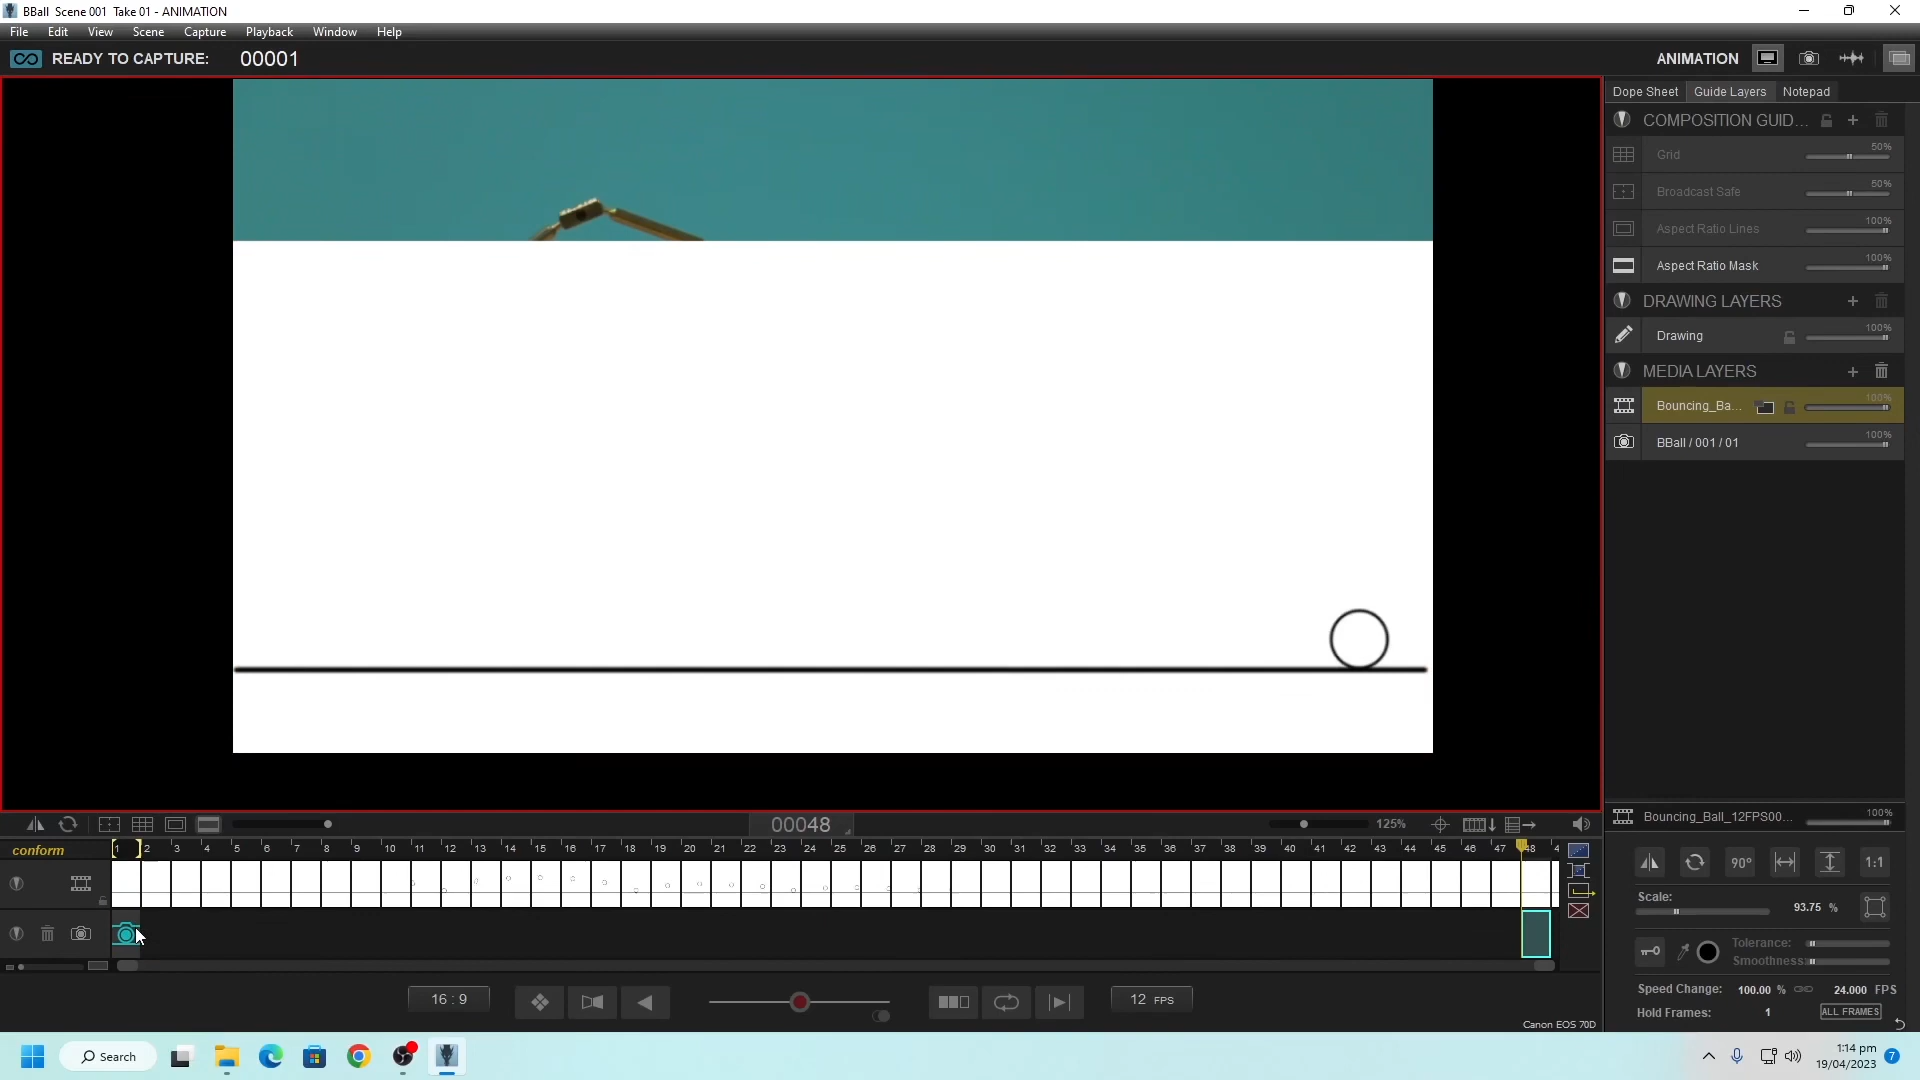 BBall Scene 001 Take 01 - ANIMATION
File Edit View Scene Capture Playback Window Help
READY TO CAPTURE: 00001
ANIMATION
Dope Sheet Guide Layers Notepad
COMPOSITION GUID...
Grid 50%
Broadcast Safe 50%
Aspect Ratio Lines 100%
Aspect Ratio Mask 100%
DRAWING LAYERS
Drawing 100%
MEDIA LAYERS
Bouncing_Ba... 100%
BBall / 001 / 01 100%
00048
125%
Bouncing_Ball_12FPS00... 100%
conform
1 2 3 4 5 6 7 8 9 10 11 12 13 14 15 16 17 18 19 20 21 22 23 24 25 26 27 28 29 30 31 32 33 34 35 36 37 38 39 40 41 42 43 44 45 46 47 48 4
90° 1:1
Scale: 93.75 %
Tolerance:
Smoothness:
Speed Change: 100.00 % 24.000 FPS
Hold Frames: 1 ALL FRAMES
16 : 9
12 FPS
Canon EOS 70D
Search
1:14 pm
19/04/2023
7